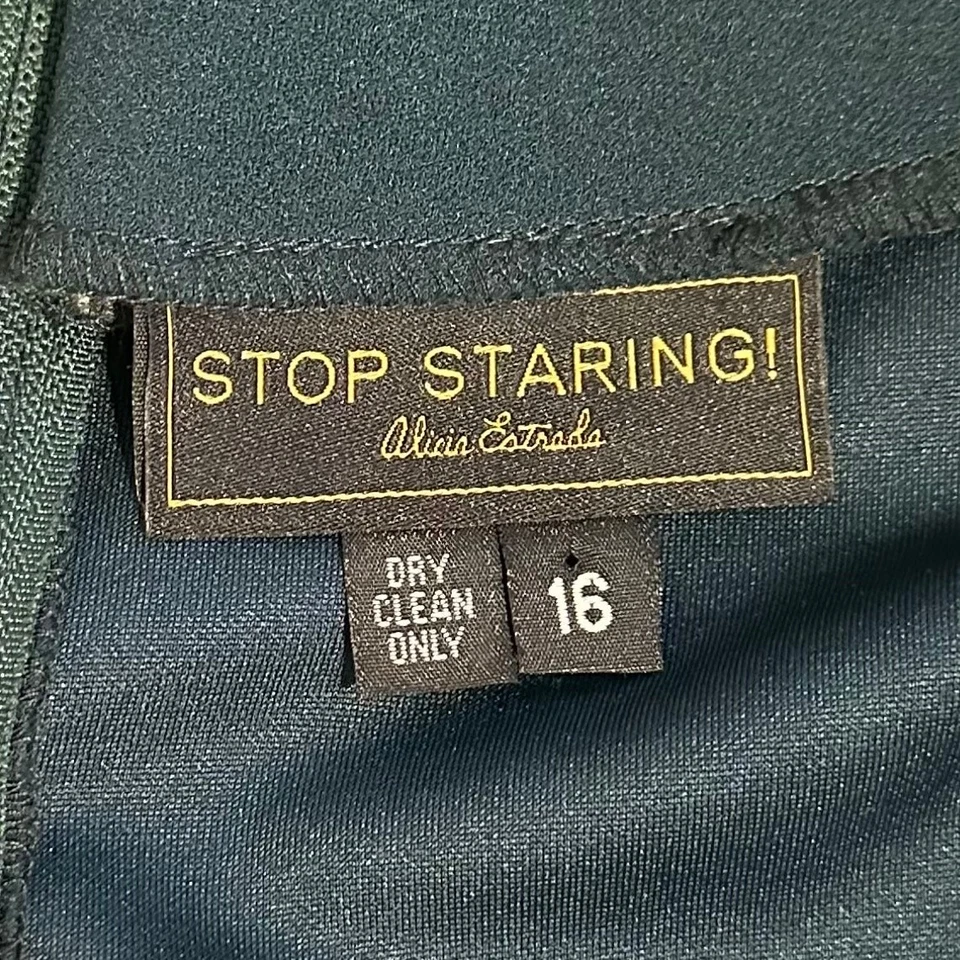 STOP STARING!
Alicia Estrada
DRY
CLEAN
ONLY
16